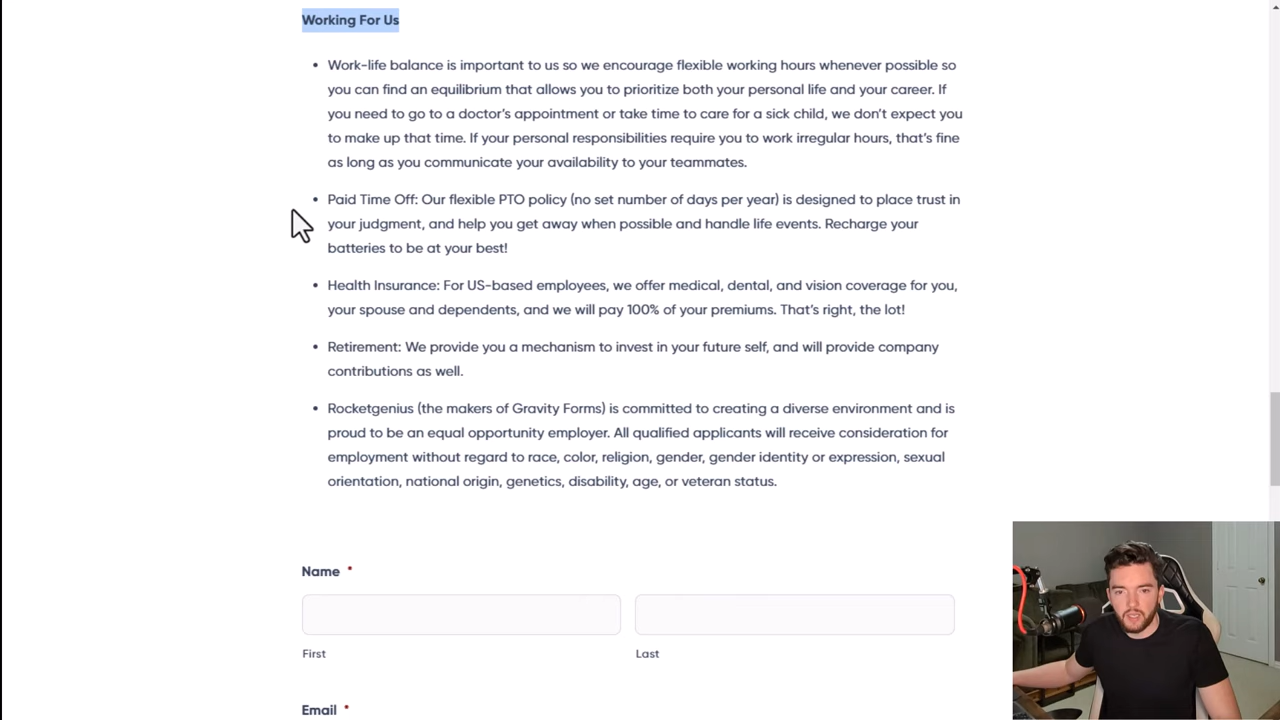 Working For Us
• Work-life balance is important to us so we encourage flexible working hours whenever possible so
you can find an equilibrium that allows you to prioritize both your personal life and your career. If
you need to go to a doctor's appointment or take time to care for a sick child, we don't expect you
to make up that time. If your personal responsibilities require you to work irregular hours, that's fine
as long as you communicate your availability to your teammates.
• Paid Time Off: Our flexible PTO policy (no set number of days per year) is designed to place trust in
your judgment, and help you get away when possible and handle life events. Recharge your
batteries to be at your best!
• Health Insurance: For US-based employees, we offer medical, dental, and vision coverage for you,
your spouse and dependents, and we will pay 100% of your premiums. That's right, the lot!
• Retirement: We provide you a mechanism to invest in your future self, and will provide company
contributions as well.
• Rocketgenius (the makers of Gravity Forms) is committed to creating a diverse environment and is
proud to be an equal opportunity employer. All qualified applicants will receive consideration for
employment without regard to race, color, religion, gender, gender identity or expression, sexual
orientation, national origin, genetics, disability, age, or veteran status.
Name *
First Last
Email *